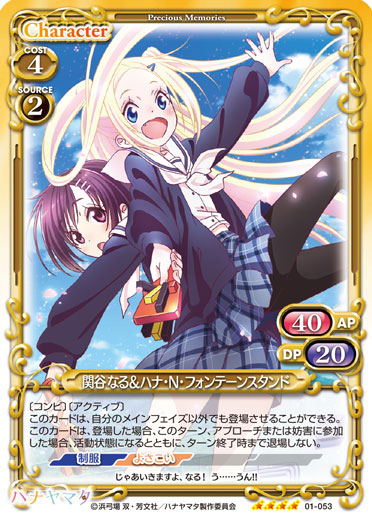 Precious Memories
Character
COST
4
SOURCE
2
40 AP
DP 20
関谷なる&ハナ・N・フォンテーンスタンド
[コンビ] [アクティブ]
このカードは、自分のメインフェイズ以外でも登場させることができる。
このカードは、登場した場合、このターン、アプローチまたは妨害に参加
した場合、活動状態になるとともに、ターン終了時まで退場しない。
制服 よさこい
じゃあいきますよ、なる! う……うん!!
ハナヤマタ
©浜弓場 双・芳文社/ハナヤマタ製作委員会
★★★★ 01-053